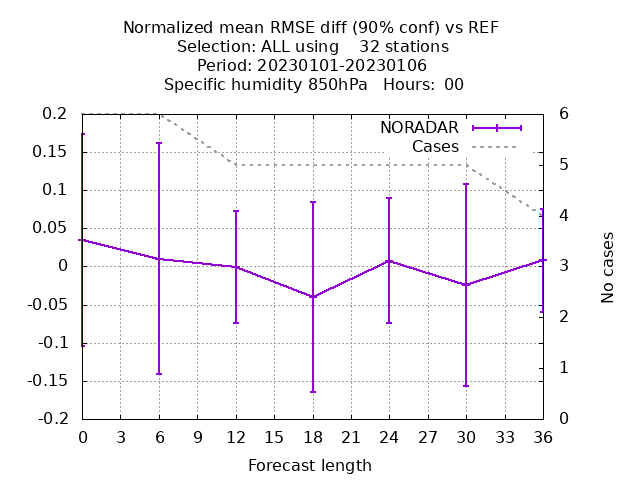 Normalized mean RMSE diff (90% conf) vs REF
Selection: ALL using    32 stations
Period: 20230101-20230106
Specific humidity 850hPa   Hours:  00
0.2
0.15
0.1
0.05
0
-0.05
-0.1
-0.15
-0.2
NORADAR
Cases
6
5
4
3
2
1
0
No cases
0 3 6 9 12 15 18 21 24 27 30 33 36
Forecast length